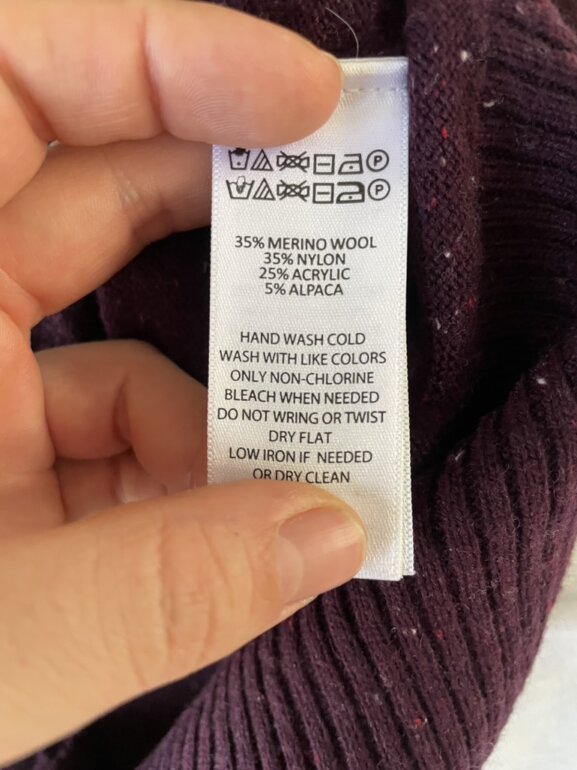 P
P
35% MERINO WOOL
35% NYLON
25% ACRYLIC
5% ALPACA
HAND WASH COLD
WASH WITH LIKE COLORS
ONLY NON-CHLORINE
BLEACH WHEN NEEDED
DO NOT WRING OR TWIST
DRY FLAT
LOW IRON IF NEEDED
OR DRY CLEAN